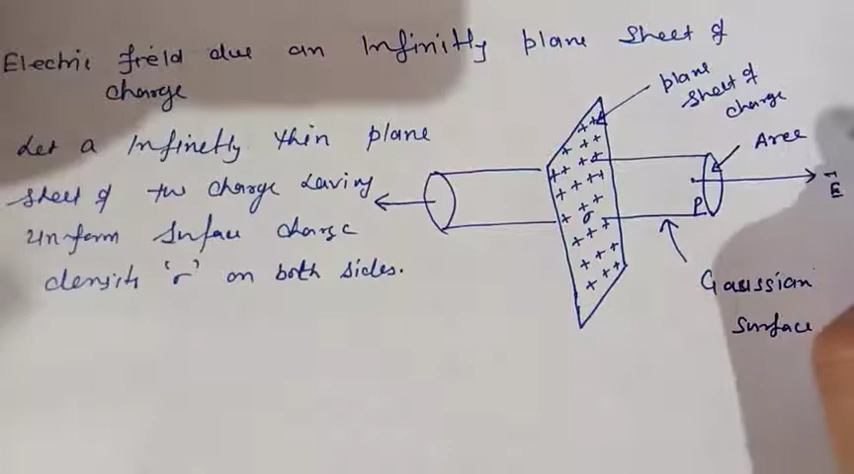 Electric field due an Infinitly plane sheet of
charge
Let a Infinetly thin plane
sheet of +ve charge having
Uniform Surface charge
density 'σ' on both sides.
plane
sheet of
charge
Area
E
P
σ
Gaussian
Surface